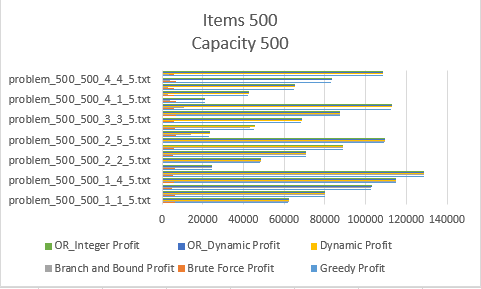 Items 500
Capacity 500
problem_500_500_4_4_5.txt
problem_500_500_4_1_5.txt
problem_500_500_3_3_5.txt
problem_500_500_2_5_5.txt
problem_500_500_2_2_5.txt
problem_500_500_1_4_5.txt
problem_500_500_1_1_5.txt
0 20000 40000 60000 80000 100000 120000 140000
OR_Integer Profit OR_Dynamic Profit Dynamic Profit
Branch and Bound Profit Brute Force Profit Greedy Profit